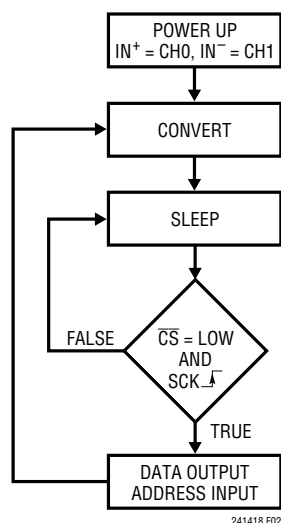 POWER UP
IN⁺ = CH0, IN⁻ = CH1
CONVERT
SLEEP
FALSE
C̅S̅ = LOW
AND
SCK
TRUE
DATA OUTPUT
ADDRESS INPUT
241418 F02